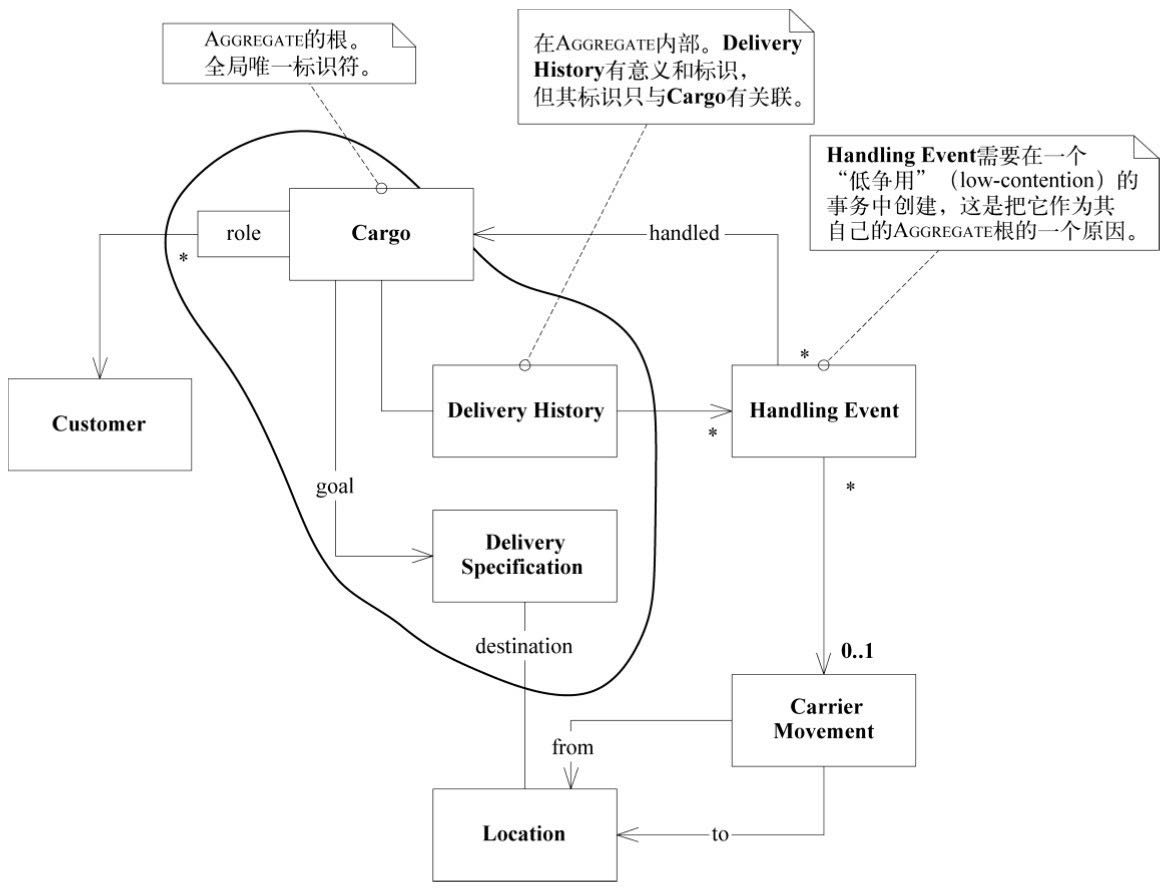 AGGREGATE的根。
全局唯一标识符。
在AGGREGATE内部。Delivery
History有意义和标识，
但其标识只与Cargo有关联。
Handling Event需要在一个
“低争用”（low-contention）的
事务中创建，这是把它作为其
自己的AGGREGATE根的一个原因。
role
Cargo
handled
*
*
Customer
Delivery History
*
Handling Event
goal
*
Delivery
Specification
destination
0..1
Carrier
Movement
from
Location
to